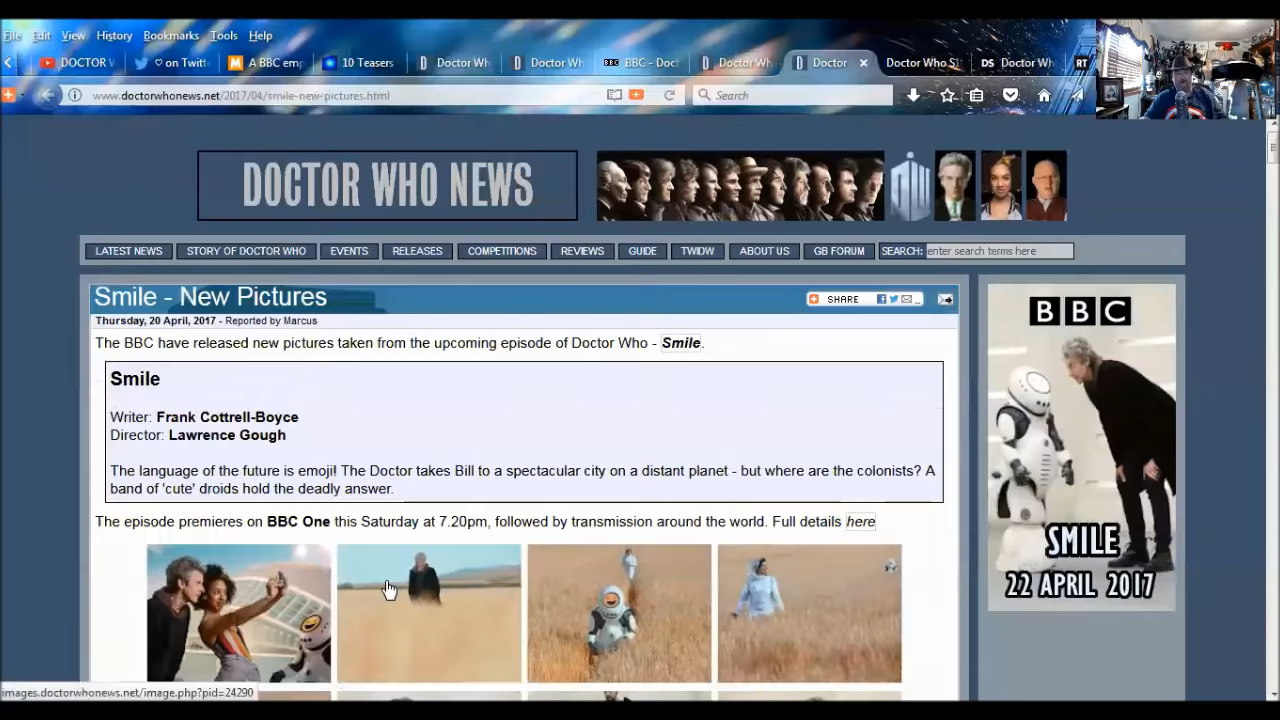 File Edit View History Bookmarks Tools Help
DOCTOR V on Twitt A BBC emp 10 Teasers Doctor Wh Doctor Wh BBC - Doct Doctor Wh Doctor Doctor Who S1 Doctor Wh RT
www.doctorwhonews.net/2017/04/smile-new-pictures.html Search
DOCTOR WHO NEWS
LATEST NEWS STORY OF DOCTOR WHO EVENTS RELEASES COMPETITIONS REVIEWS GUIDE TWIDW ABOUT US GB FORUM SEARCH: enter search terms here
Smile - New Pictures SHARE
Thursday, 20 April, 2017 - Reported by Marcus
The BBC have released new pictures taken from the upcoming episode of Doctor Who - Smile.
Smile
Writer: Frank Cottrell-Boyce
Director: Lawrence Gough
The language of the future is emoji! The Doctor takes Bill to a spectacular city on a distant planet - but where are the colonists? A
band of 'cute' droids hold the deadly answer.
The episode premieres on BBC One this Saturday at 7.20pm, followed by transmission around the world. Full details here
BBC
SMILE
22 APRIL 2017
images.doctorwhonews.net/image.php?pid=24290